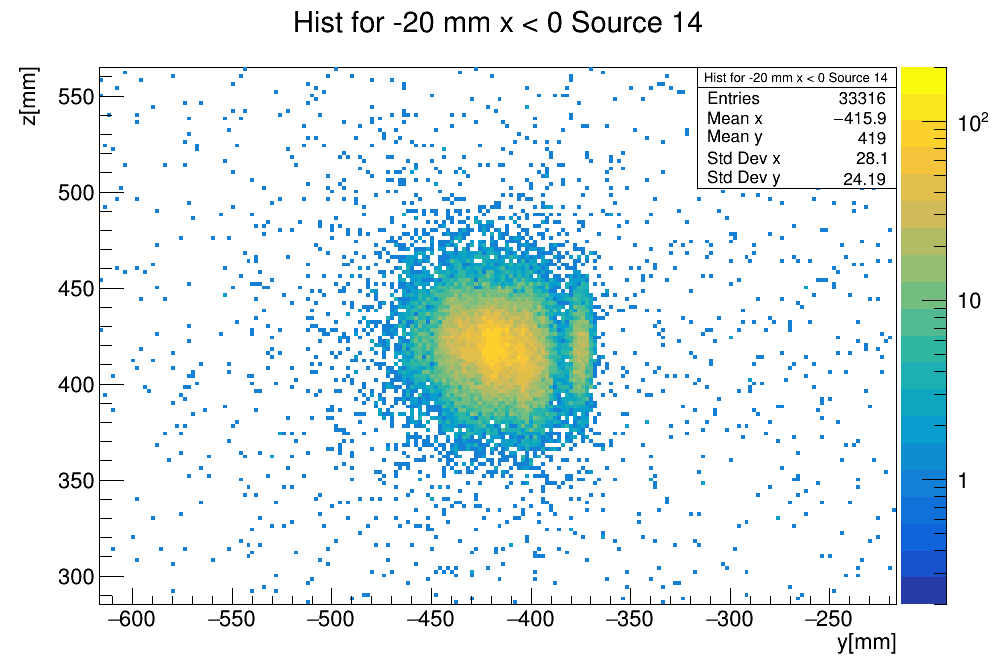 Hist for -20 mm x < 0 Source 14
z[mm]
Hist for -20 mm x < 0 Source 14
Entries 33316
Mean x −415.9
Mean y 419
Std Dev x 28.1
Std Dev y 24.19
550
500
450
400
350
300
10²
10
1
−600 −550 −500 −450 −400 −350 −300 −250
y[mm]